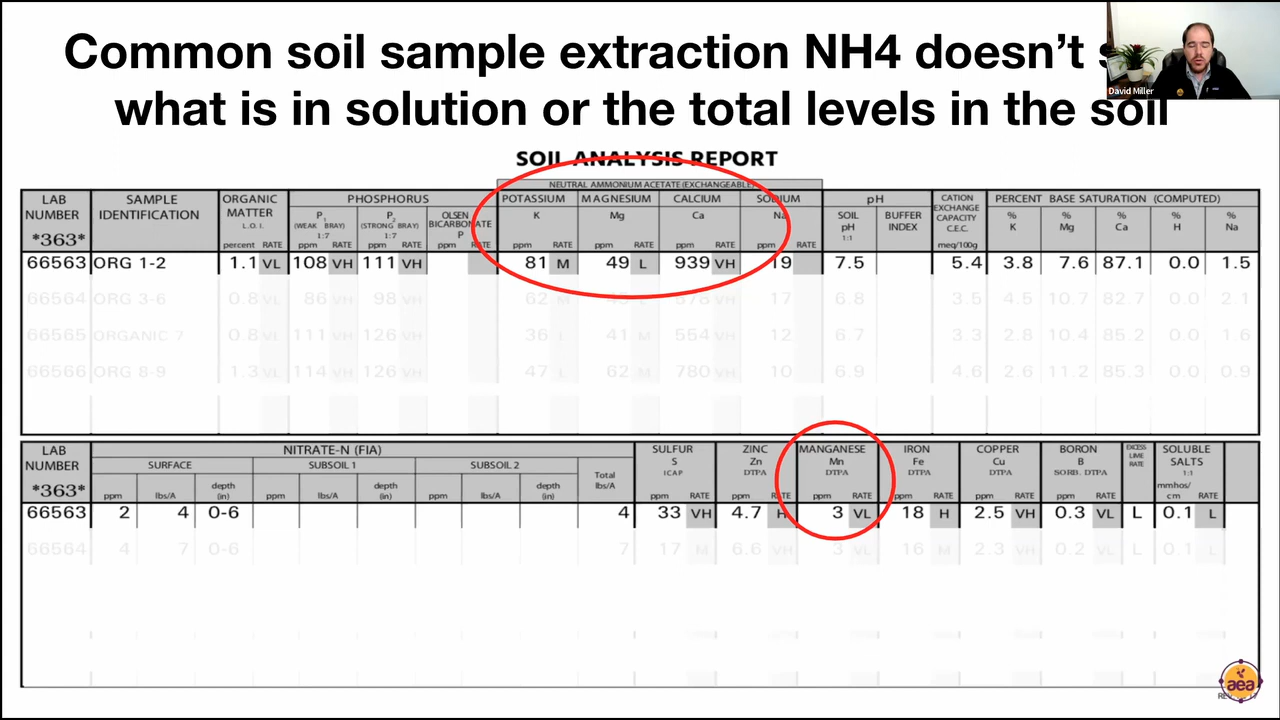 Common soil sample extraction NH4 doesn't
what is in solution or the total levels in the soil
David Miller
SOIL ANALYSIS REPORT
NEUTRAL AMMONIUM ACETATE (EXCHANGEABLE)
LAB NUMBER *363* SAMPLE IDENTIFICATION ORGANIC MATTER L.O.I. percent RATE PHOSPHORUS P1 (WEAK BRAY) 1:7 ppm RATE P2 (STRONG BRAY) 1:7 ppm RATE OLSEN BICARBONATE P ppm RATE POTASSIUM K ppm RATE MAGNESIUM Mg ppm RATE CALCIUM Ca ppm RATE SODIUM Na ppm RATE pH SOIL pH 1:1 BUFFER INDEX CATION EXCHANGE CAPACITY C.E.C. meq/100g PERCENT BASE SATURATION (COMPUTED) % K % Mg % Ca % H % Na
66563 ORG 1-2 1.1 VL 108 VH 111 VH 81 M 49 L 939 VH 19 7.5 5.4 3.8 7.6 87.1 0.0 1.5
66564 ORG 3-6 0.8 VL 86 VH 98 VH 62 M VH 17 6.8 3.5 4.5 10.7 82.7 0.0 2.1
66565 ORGANIC 7 0.8 VL 111 VH 126 VH 36 L 41 M 554 VH 12 6.7 3.3 2.8 10.4 85.2 0.0 1.6
66566 ORG 8-9 1.3 VL 114 VH 126 VH 47 L 62 M 780 VH 10 6.9 4.6 2.6 11.2 85.3 0.0 0.9
LAB NUMBER *363* NITRATE-N (FIA) SURFACE ppm lbs/A depth (in) SUBSOIL 1 ppm lbs/A depth (in) SUBSOIL 2 ppm lbs/A depth (in) Total lbs/A SULFUR S ICAP ppm RATE ZINC Zn DTPA ppm RATE MANGANESE Mn DTPA ppm RATE IRON Fe DTPA ppm RATE COPPER Cu DTPA ppm RATE BORON B SORB. DTPA ppm RATE EXCESS LIME RATE SOLUBLE SALTS 1:1 mmhos/cm RATE
66563 2 4 0-6 4 33 VH 4.7 H 3 VL 18 H 2.5 VH 0.3 VL L 0.1 L
66564 4 7 0-6 7 17 M 6.6 VH 3 VL 16 M 2.3 VH 0.2 VL L 0.1 L
aea